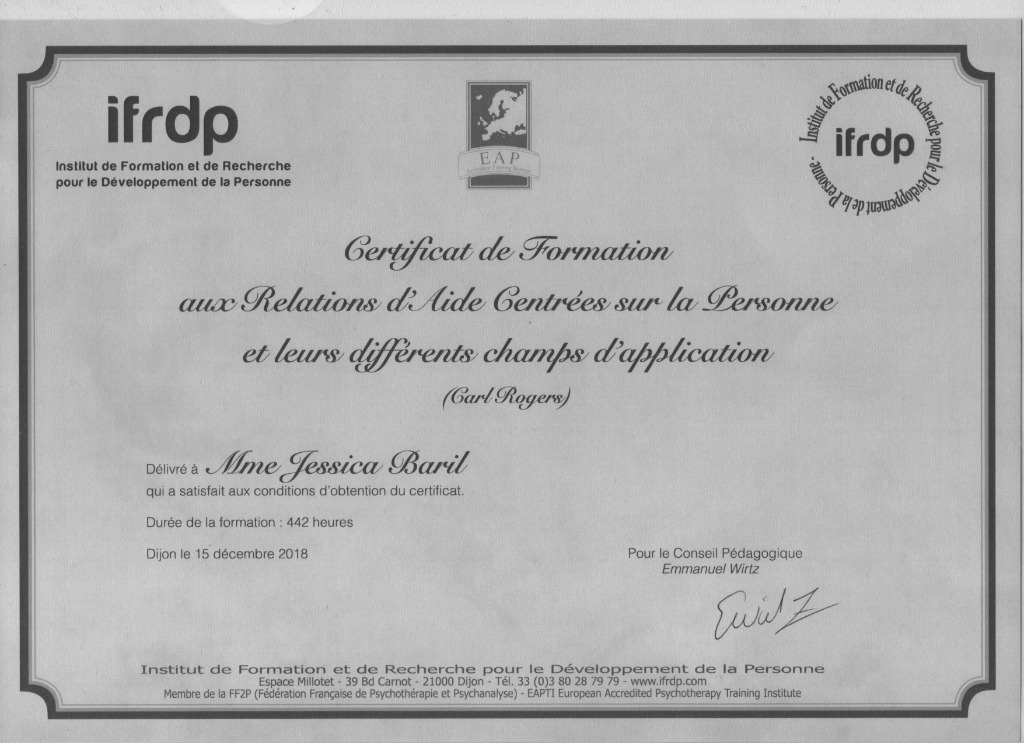 ifrdp
Institut de Formation et de Recherche
pour le Développement de la Personne
EAP
Institut de Formation et de Recherche pour le Développement de la Personne -
ifrdp
Certificat de Formation
aux Relations d'Aide Centrées sur la Personne
et leurs différents champs d'application
(Carl Rogers)
Délivré à Mme Jessica Baril
qui a satisfait aux conditions d'obtention du certificat.
Durée de la formation : 442 heures
Dijon le 15 décembre 2018
Pour le Conseil Pédagogique
Emmanuel Wirtz
Institut de Formation et de Recherche pour le Développement de la Personne
Espace Millotet - 39 Bd Carnot - 21000 Dijon - Tél. 33 (0)3 80 28 79 79 - www.ifrdp.com
Membre de la FF2P (Fédération Française de Psychothérapie et Psychanalyse) - EAPTI European Accredited Psychotherapy Training Institute